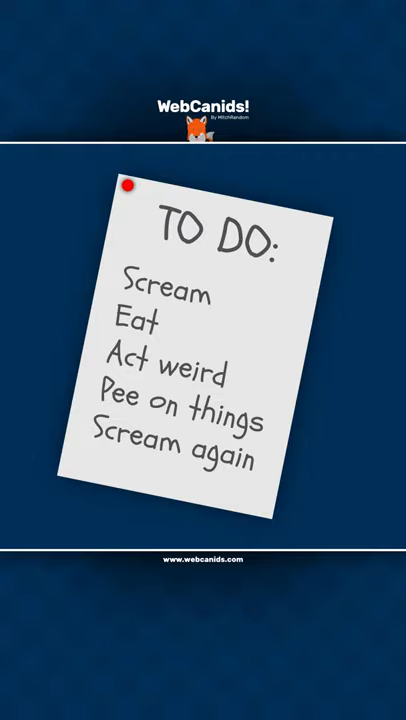 WebCanids!
By MitchRandom
TO DO:
Scream
Eat
Act weird
Pee on things
Scream again
www.webcanids.com